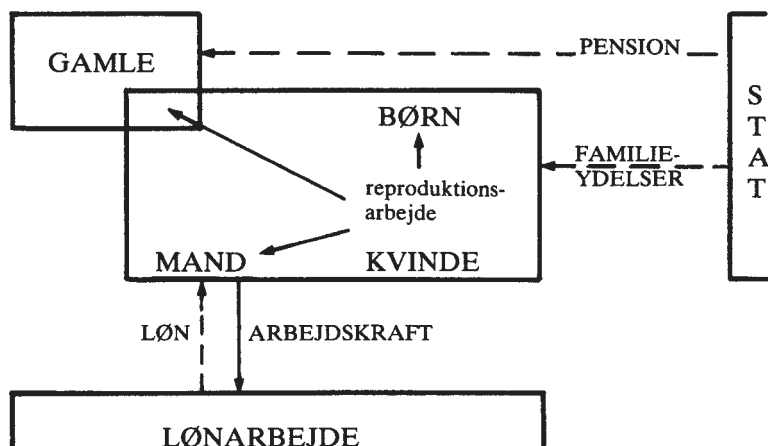 PENSION
GAMLE
BØRN
S
T
A
T
FAMILIE-
YDELSER
reproduktions-
arbejde
MAND
KVINDE
LØN
ARBEJDSKRAFT
LØNARBEJDE